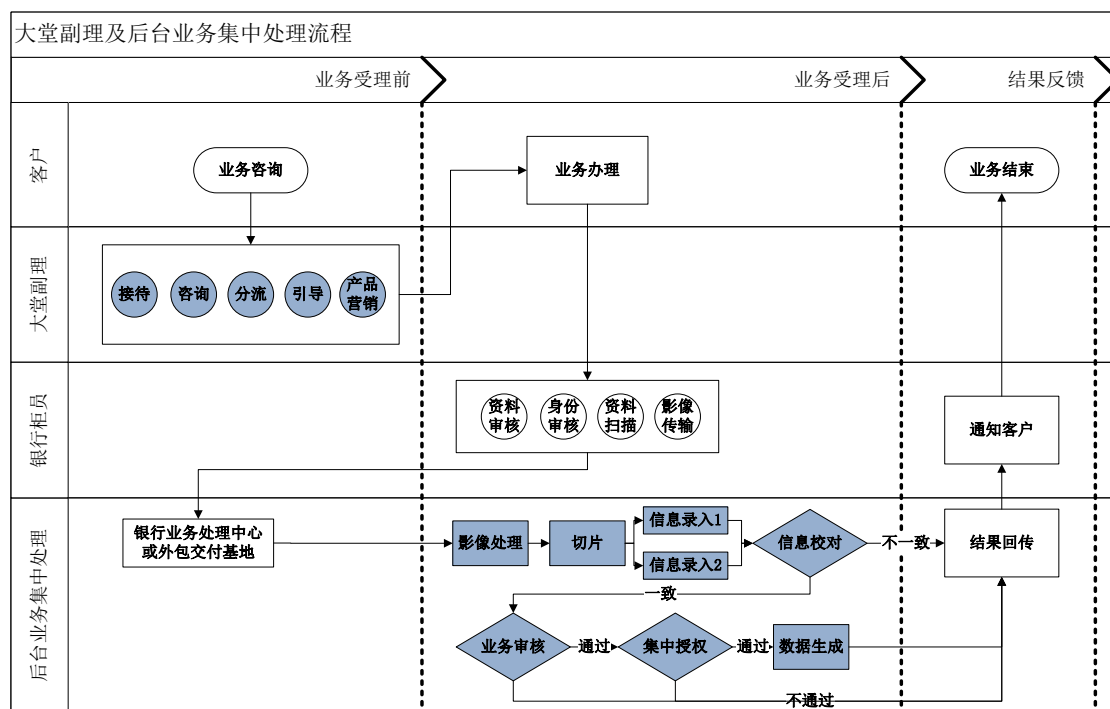 大堂副理及后台业务集中处理流程
业务受理前
业务受理后
结果反馈
客户
业务咨询
业务办理
业务结束
大堂副理
接待
咨询
分流
引导
产品
营销
银行柜员
资料
审核
身份
审核
资料
扫描
影像
传输
通知客户
后台业务集中处理
银行业务处理中心
或外包交付基地
影像处理
切片
信息录入1
信息录入2
信息校对
不一致
结果回传
一致
业务审核
通过
集中授权
通过
数据生成
不通过